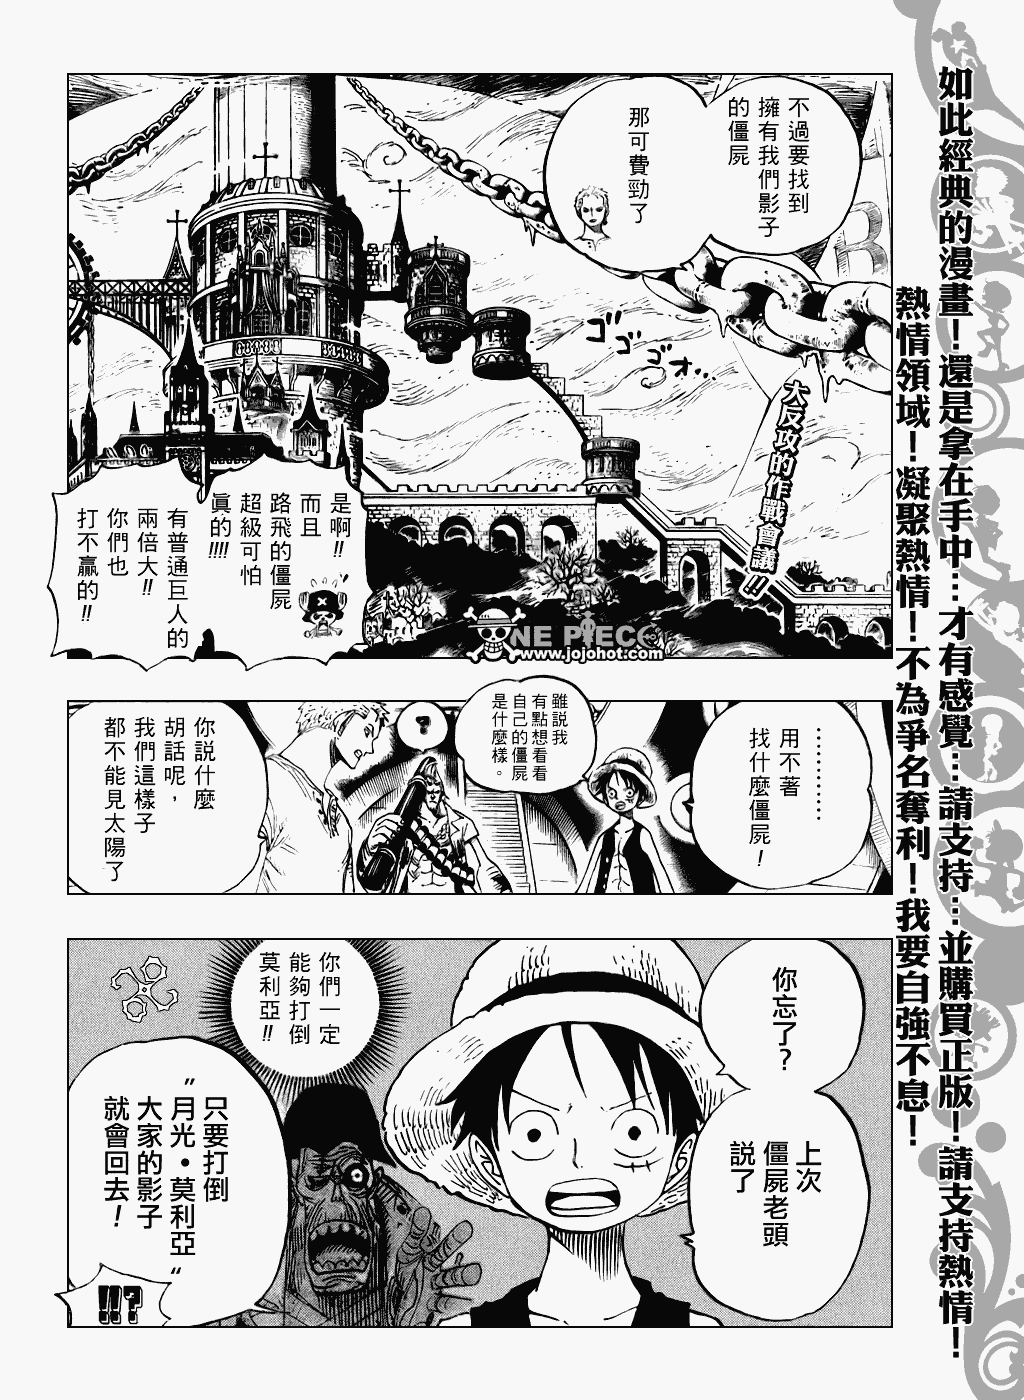 如此經典的漫畫！還是拿在手中…才有感覺…請支持…並購買正版！請支持熱情！
熱情領域！凝聚熱情！不為爭名奪利！我要自強不息！
不過要找到
擁有我們影子
的僵屍
那可費勁了
ゴゴゴゴ…
大反攻的作戰會議!!
是啊!!
而且
路飛的僵屍
超級可怕
眞的!!!!
有普通巨人的
兩倍大!!
你們也
打不贏的!!
ONE PIECE
www.jojohot.com
…………
用不著
找什麼僵屍！
雖說我
有點想看看
自己的僵屍
是什麼樣。
?
你說什麼
胡話呢，
我們這樣子
都不能見太陽了
你忘了？
上次
僵屍老頭
説了
你們一定
能夠打倒
莫利亞!!
只要打倒
〝月光・莫利亞〞
大家的影子
就會回去！
!!?